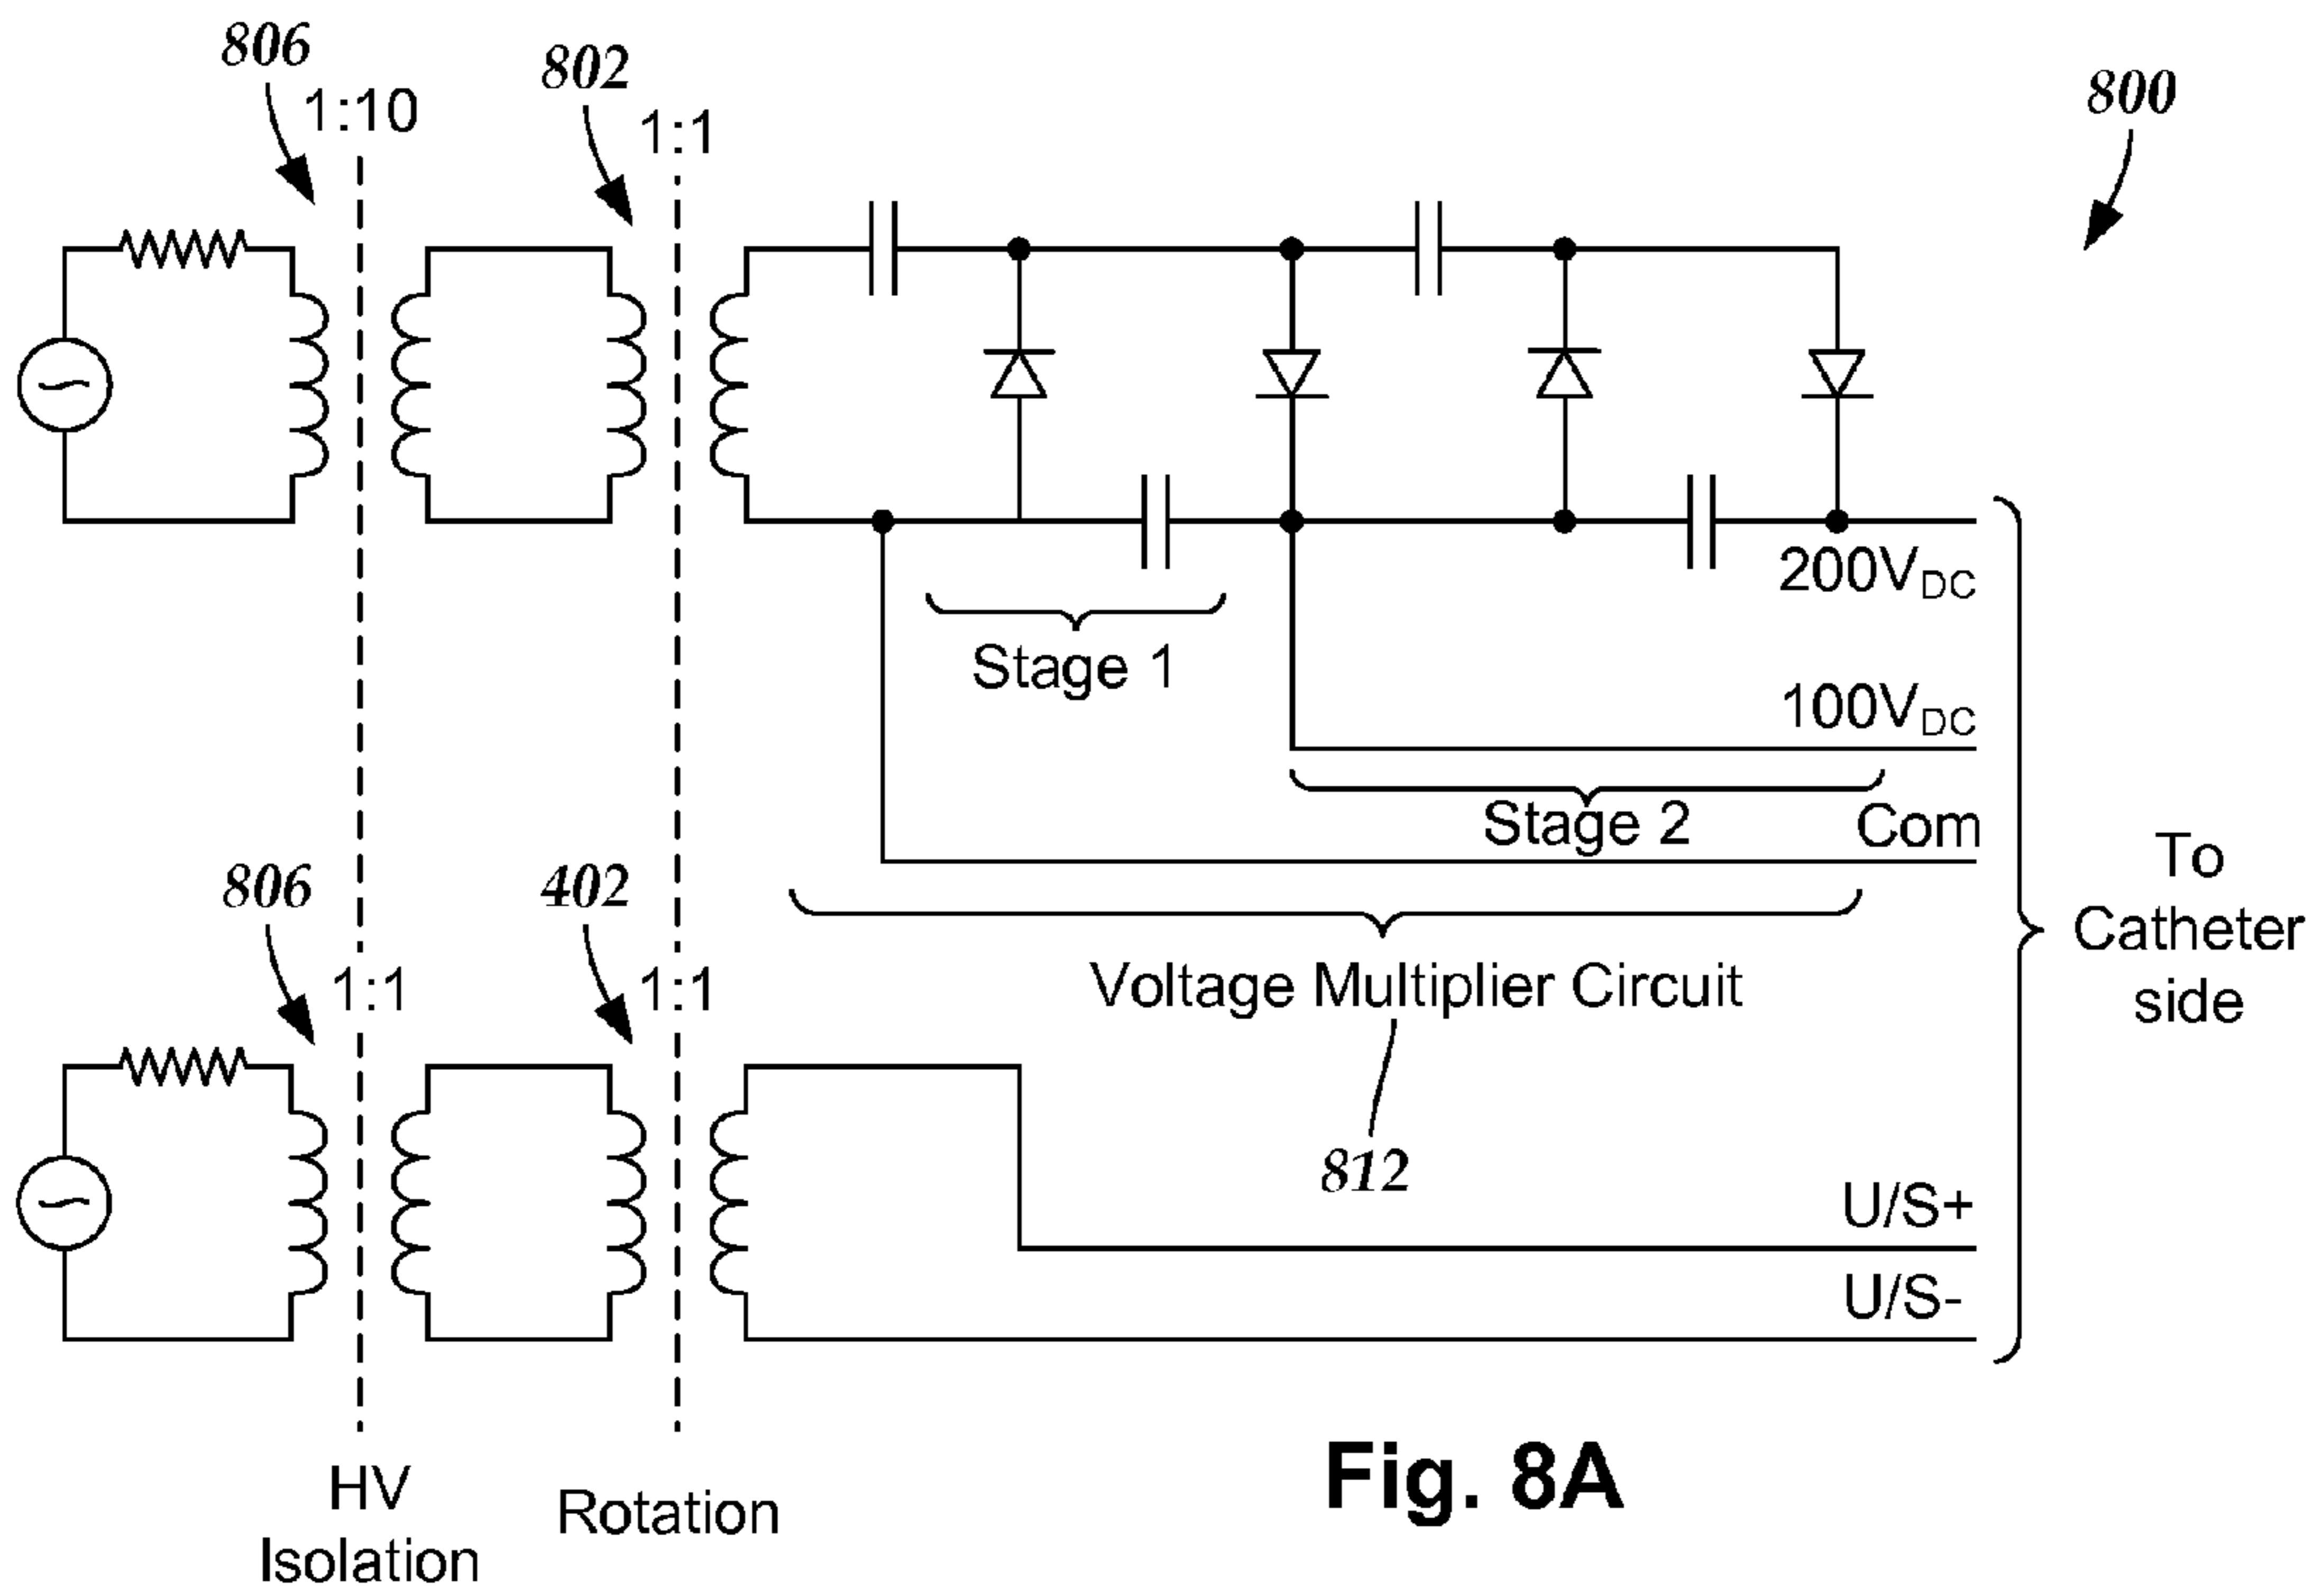 806
1:10
802
1:1
800
200VDC
Stage 1
100VDC
Stage 2
Com
To
Catheter
side
806
1:1
402
1:1
Voltage Multiplier Circuit
812
U/S+
U/S-
HV
Isolation
Rotation
Fig. 8A